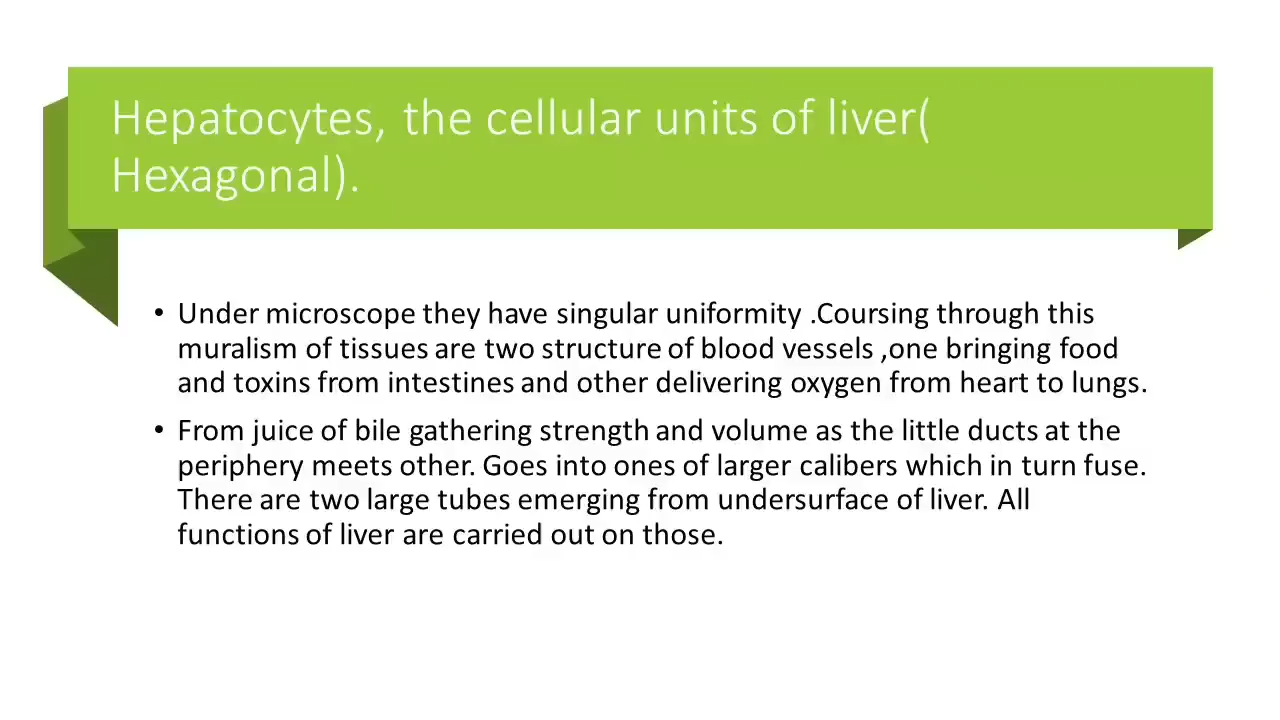 Hepatocytes, the cellular units of liver(
Hexagonal).
• Under microscope they have singular uniformity .Coursing through this
muralism of tissues are two structure of blood vessels ,one bringing food
and toxins from intestines and other delivering oxygen from heart to lungs.
• From juice of bile gathering strength and volume as the little ducts at the
periphery meets other. Goes into ones of larger calibers which in turn fuse.
There are two large tubes emerging from undersurface of liver. All
functions of liver are carried out on those.